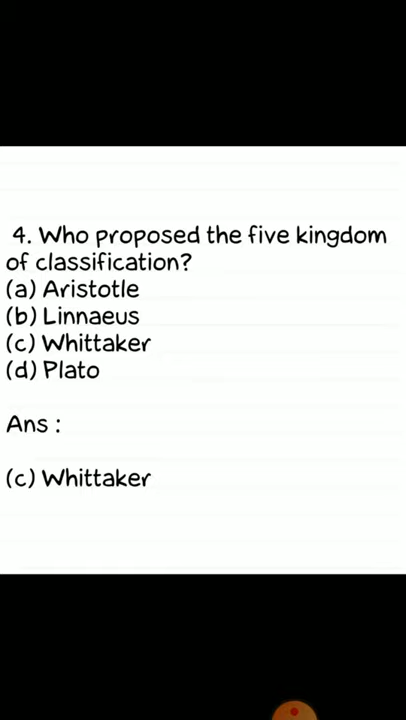 4. Who proposed the five kingdom
of classification?
(a) Aristotle
(b) Linnaeus
(c) Whittaker
(d) Plato
Ans :
(c) Whittaker